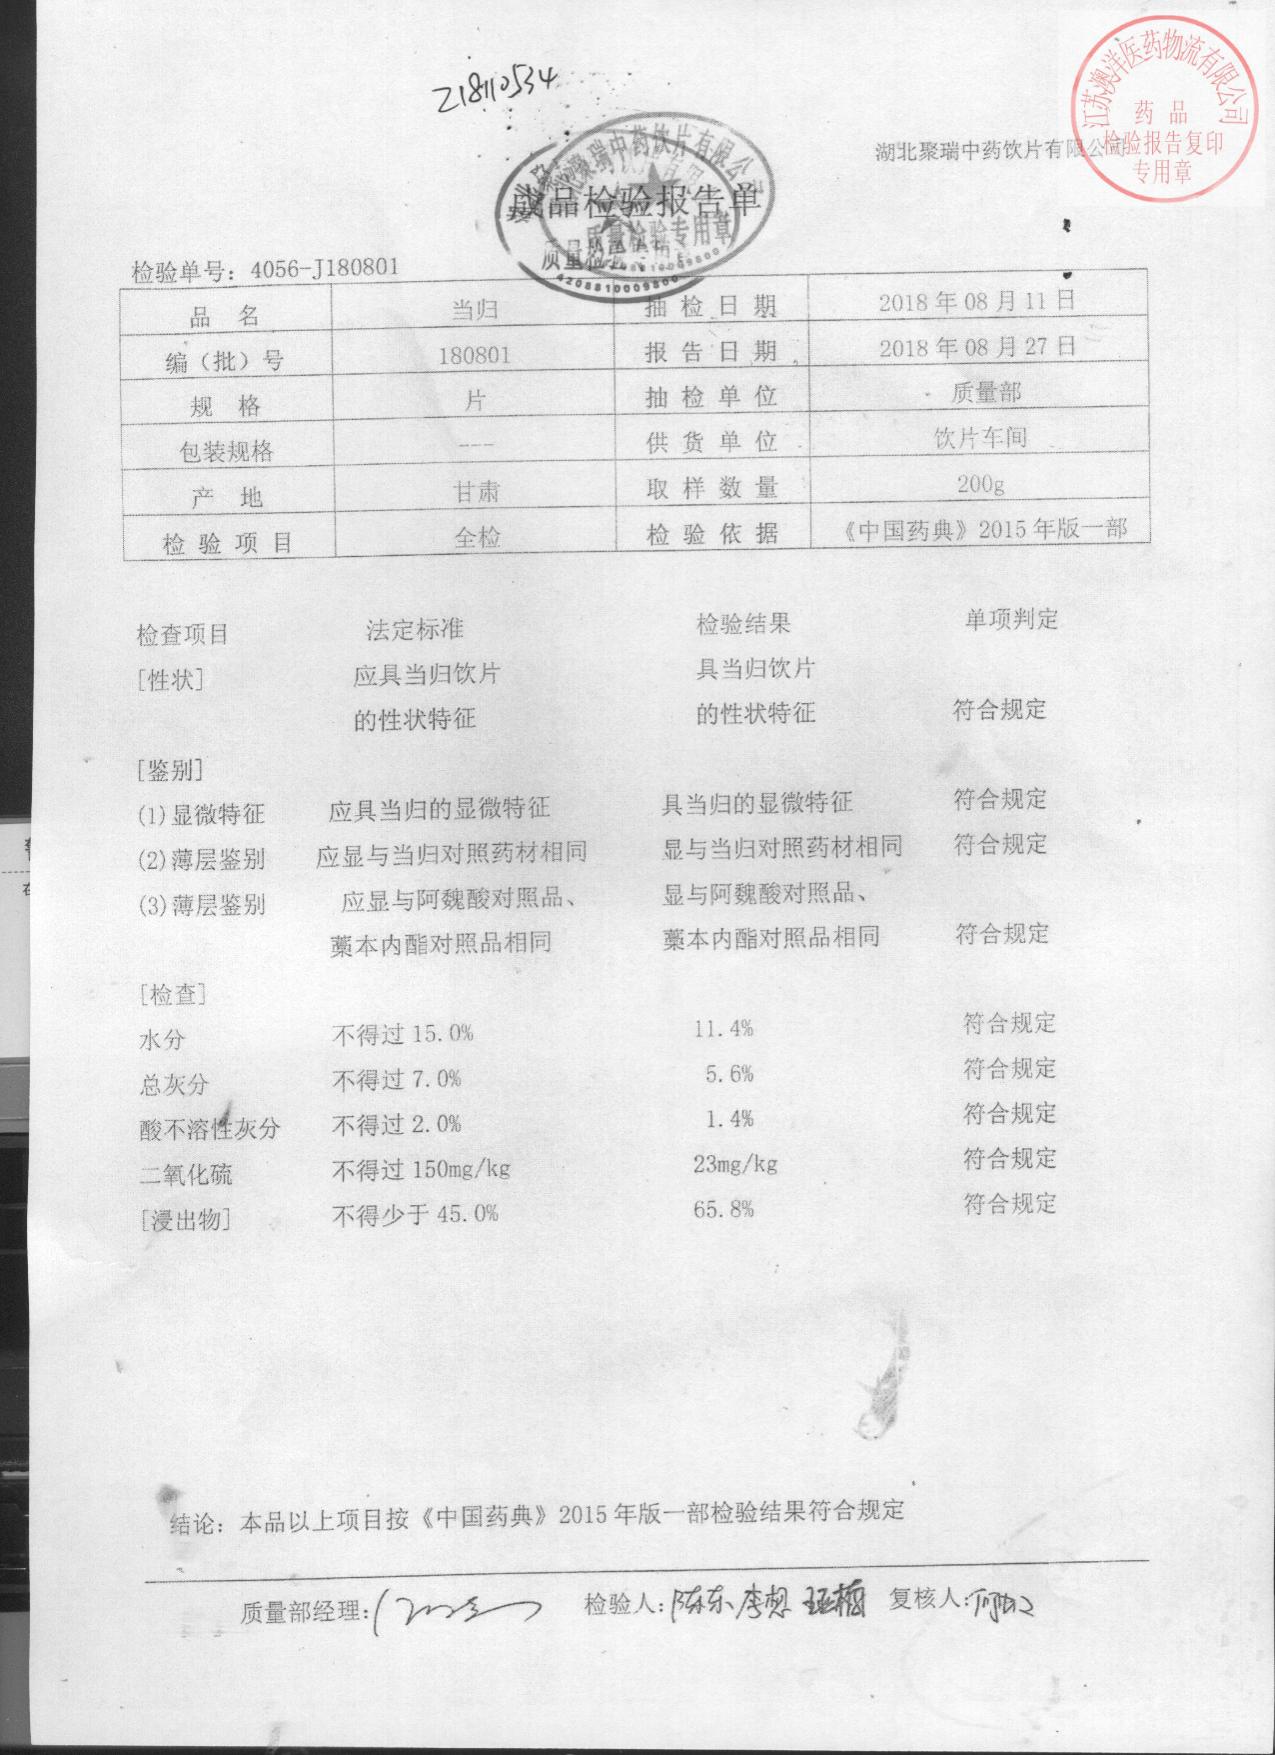 Z18110534
江苏澳洋医药物流有限公司
药品
检验报告复印
专用章
湖北聚瑞中药饮片有限公司
成品检验报告单
质量检验专用章
4208810009800
检验单号：4056-J180801
品 名 当归 抽检日期 2018年08月11日
编（批）号 180801 报告日期 2018年08月27日
规 格 片 抽检单位 质量部
包装规格 --- 供货单位 饮片车间
产 地 甘肃 取样数量 200g
检验项目 全检 检验依据 《中国药典》2015年版一部
检查项目 法定标准 检验结果 单项判定
[性状] 应具当归饮片 具当归饮片
的性状特征 的性状特征 符合规定
[鉴别]
(1)显微特征 应具当归的显微特征 具当归的显微特征 符合规定
(2)薄层鉴别 应显与当归对照药材相同 显与当归对照药材相同 符合规定
(3)薄层鉴别 应显与阿魏酸对照品、 显与阿魏酸对照品、
藁本内酯对照品相同 藁本内酯对照品相同 符合规定
[检查]
水分 不得过15.0% 11.4% 符合规定
总灰分 不得过7.0% 5.6% 符合规定
酸不溶性灰分 不得过2.0% 1.4% 符合规定
二氧化硫 不得过150mg/kg 23mg/kg 符合规定
[浸出物] 不得少于45.0% 65.8% 符合规定
结论：本品以上项目按《中国药典》2015年版一部检验结果符合规定
质量部经理： 检验人：陈东 李想 复核人：